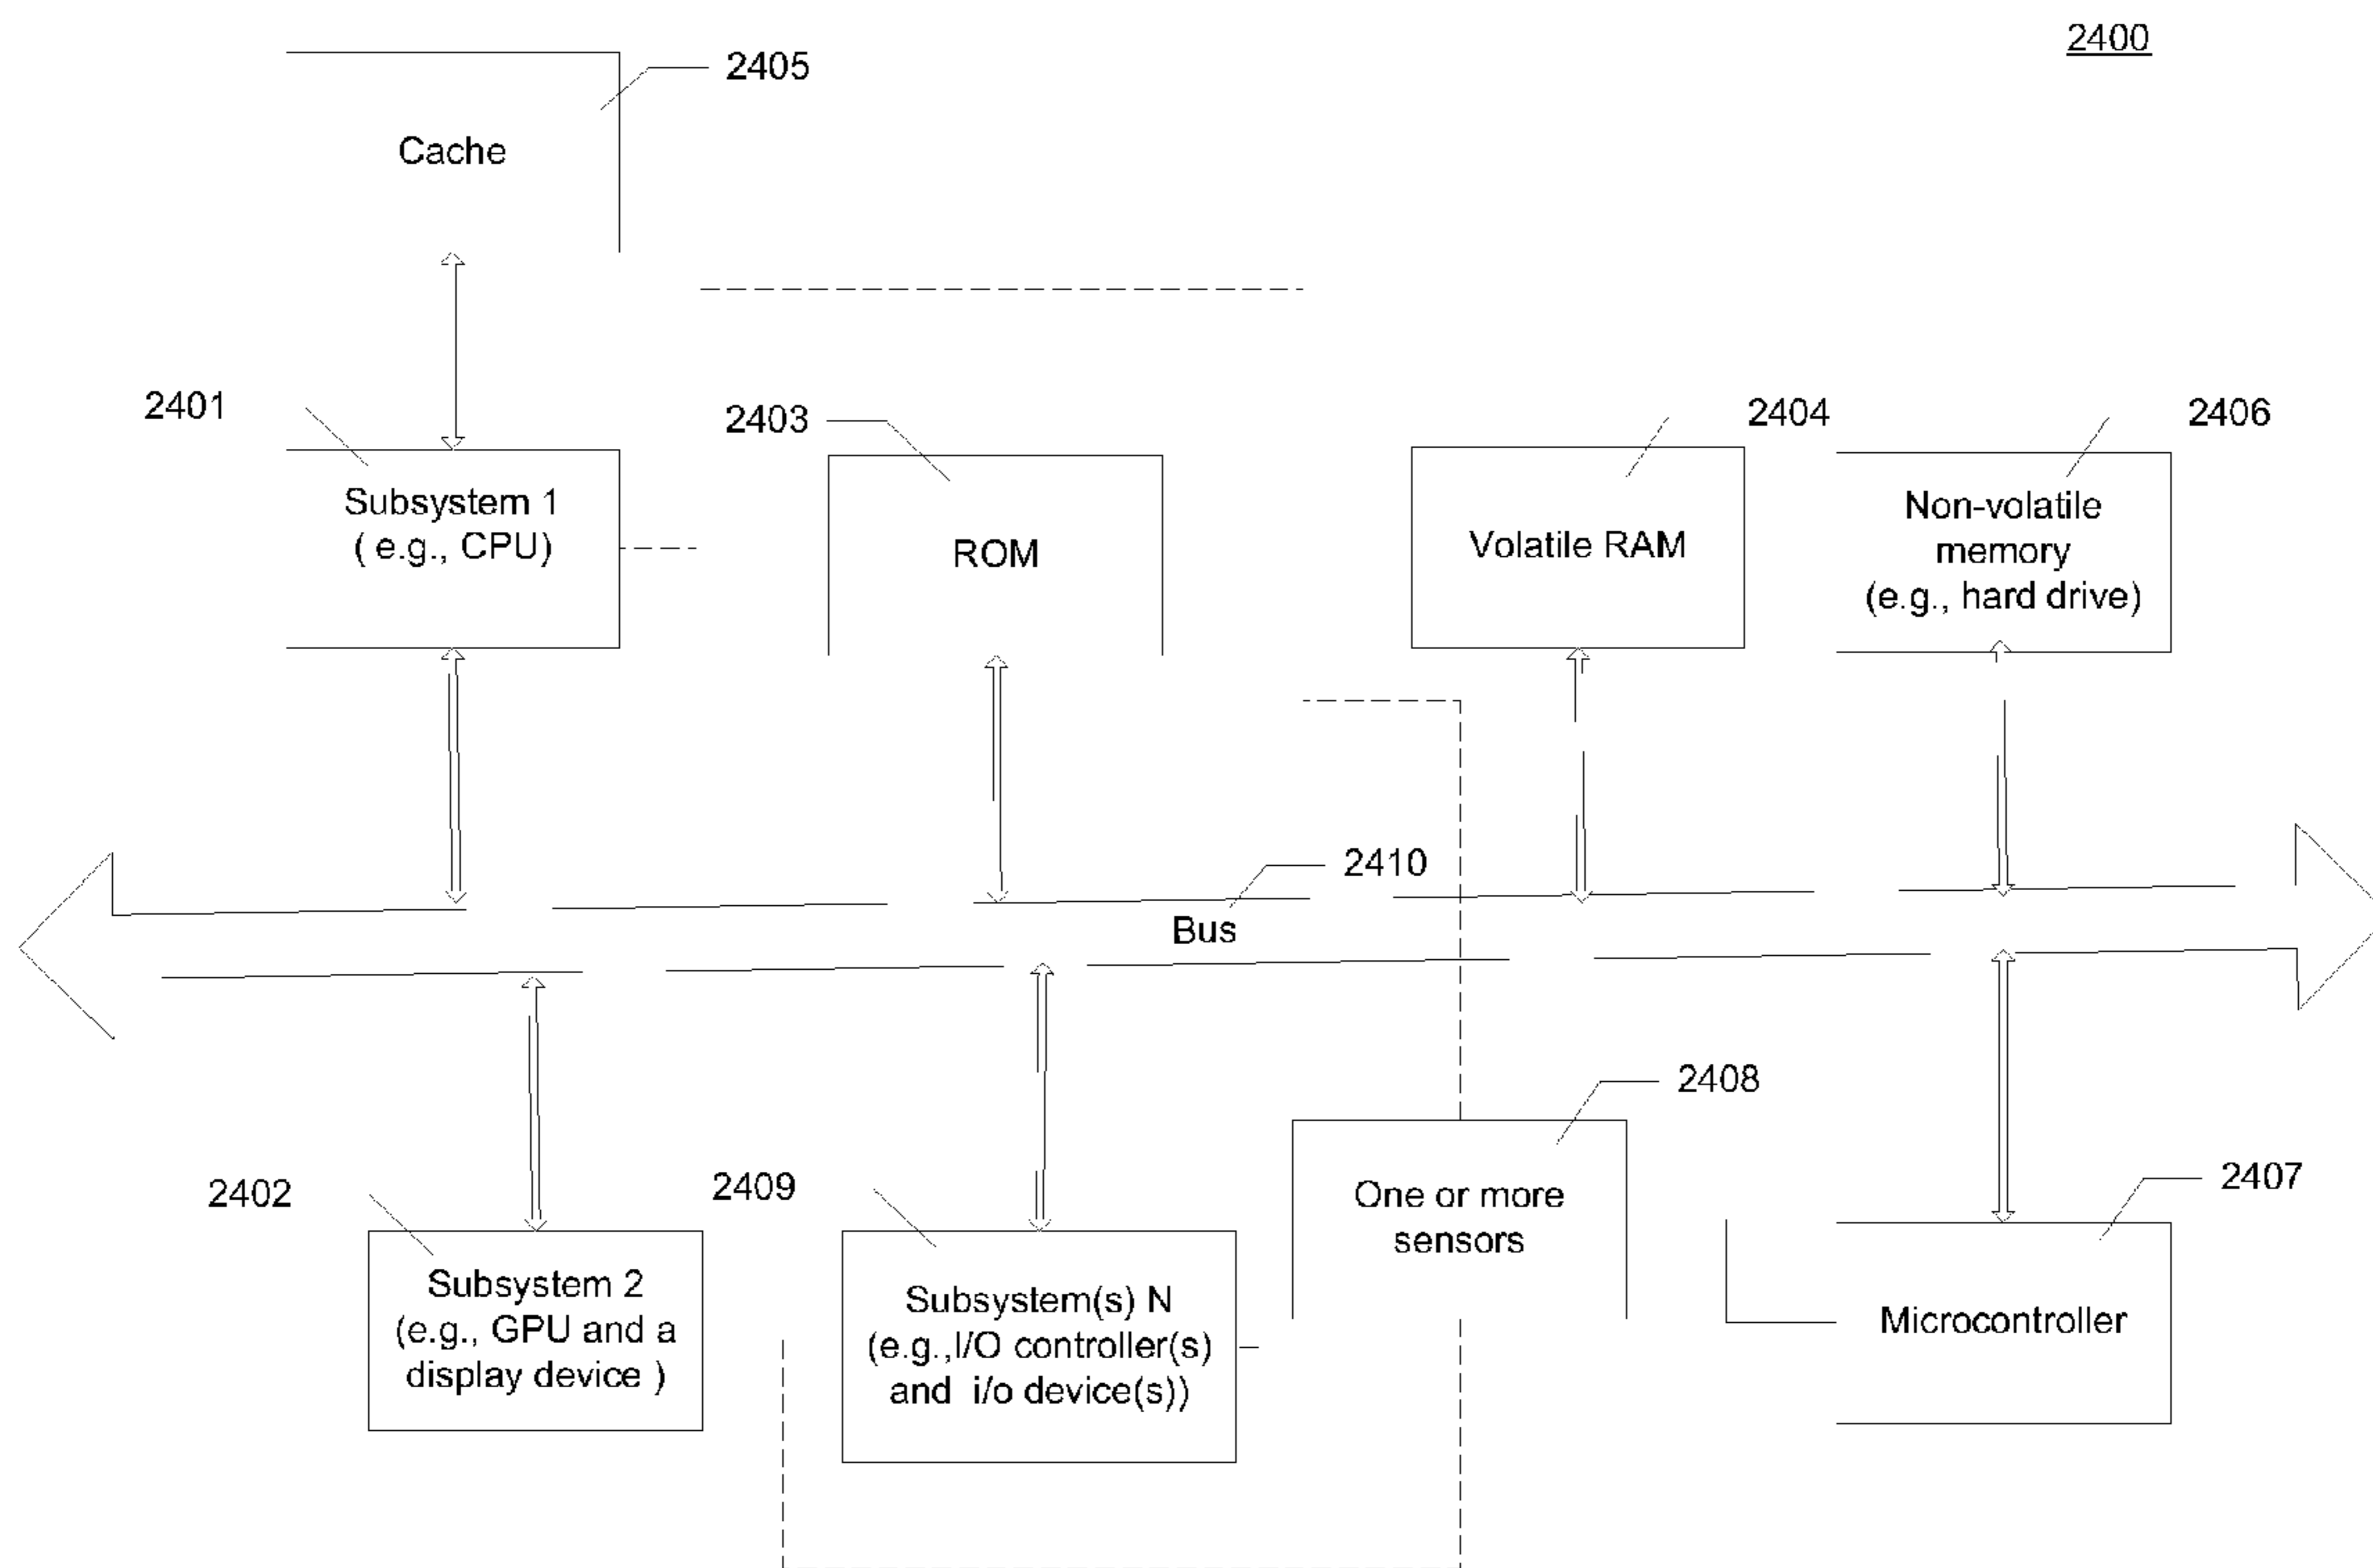 2400
2405
Cache
2401
2403
2404
2406
Subsystem 1
( e.g., CPU)
ROM
Volatile RAM
Non-volatile
memory
(e.g., hard drive)
2410
Bus
2408
2402
2409
2407
One or more
sensors
Subsystem 2
(e.g., GPU and a
display device )
Subsystem(s) N
(e.g.,I/O controller(s)
and i/o device(s))
Microcontroller